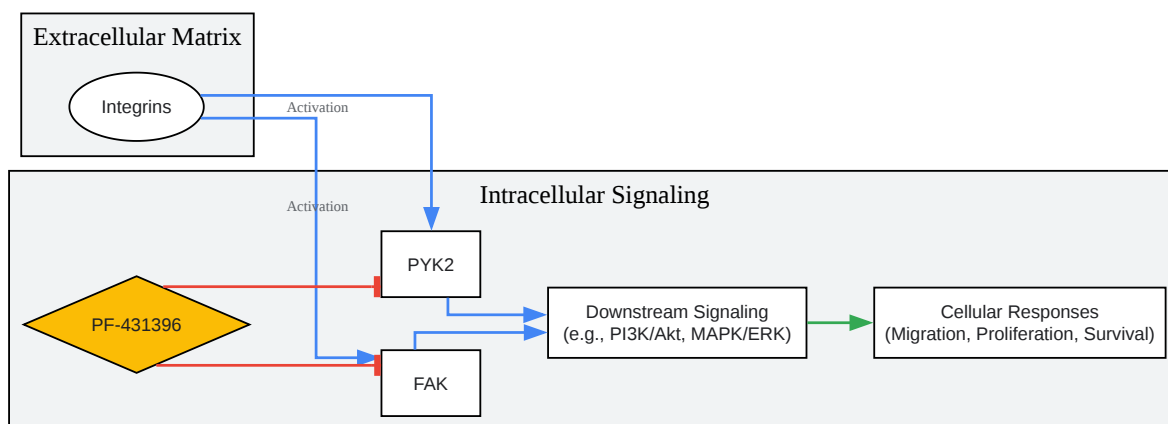 Extracellular Matrix
Integrins
Activation
Intracellular Signaling
Activation
PYK2
PF-431396
Downstream Signaling
(e.g., PI3K/Akt, MAPK/ERK)
Cellular Responses
(Migration, Proliferation, Survival)
FAK